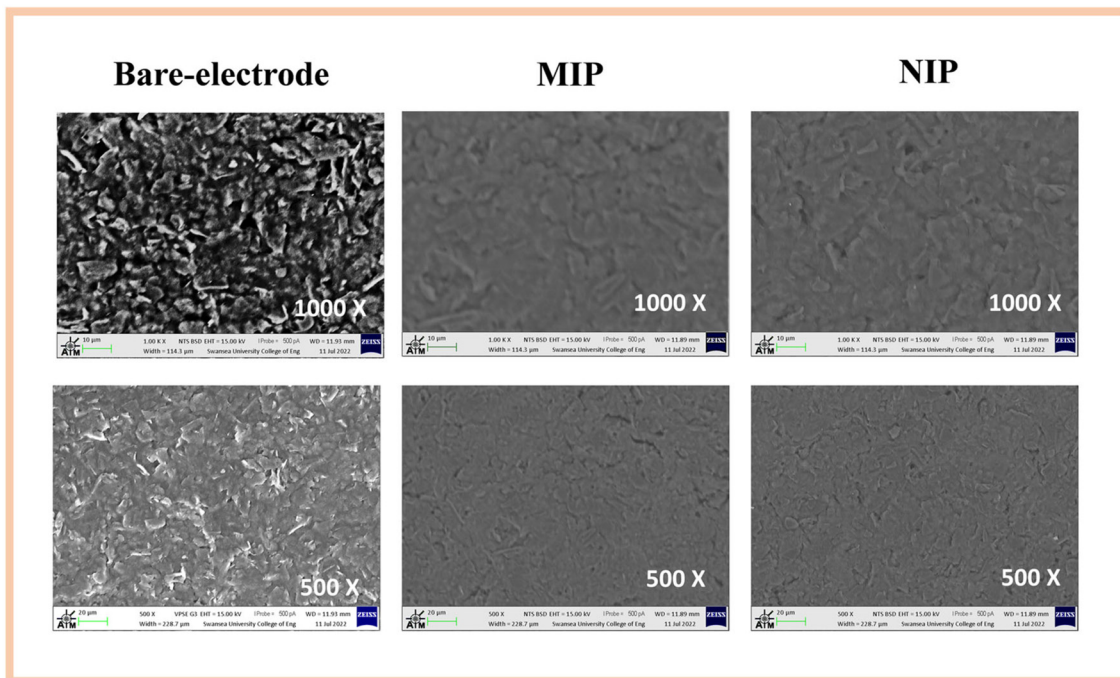 Bare-electrode
MIP
NIP
1000 X
10 µm
ATM
1.00 K X NTS BSD EHT = 15.00 kV I Probe = 500 pA WD = 11.93 mm
Width = 114.3 µm Swansea University College of Eng 11 Jul 2022
ZEISS
1000 X
10 µm
ATM
1.00 K X NTS BSD EHT = 15.00 kV I Probe = 500 pA WD = 11.89 mm
Width = 114.3 µm Swansea University College of Eng 11 Jul 2022
ZEISS
1000 X
10 µm
ATM
1.00 K X NTS BSD EHT = 15.00 kV I Probe = 500 pA WD = 11.89 mm
Width = 114.3 µm Swansea University College of Eng 11 Jul 2022
ZEISS
500 X
20 µm
ATM
500 X VPSE G3 EHT = 15.00 kV I Probe = 500 pA WD = 11.93 mm
Width = 228.7 µm Swansea University College of Eng 11 Jul 2022
ZEISS
500 X
20 µm
ATM
500 X NTS BSD EHT = 15.00 kV I Probe = 500 pA WD = 11.89 mm
Width = 228.7 µm Swansea University College of Eng 11 Jul 2022
ZEISS
500 X
20 µm
ATM
500 X NTS BSD EHT = 15.00 kV I Probe = 500 pA WD = 11.89 mm
Width = 228.7 µm Swansea University College of Eng 11 Jul 2022
ZEISS